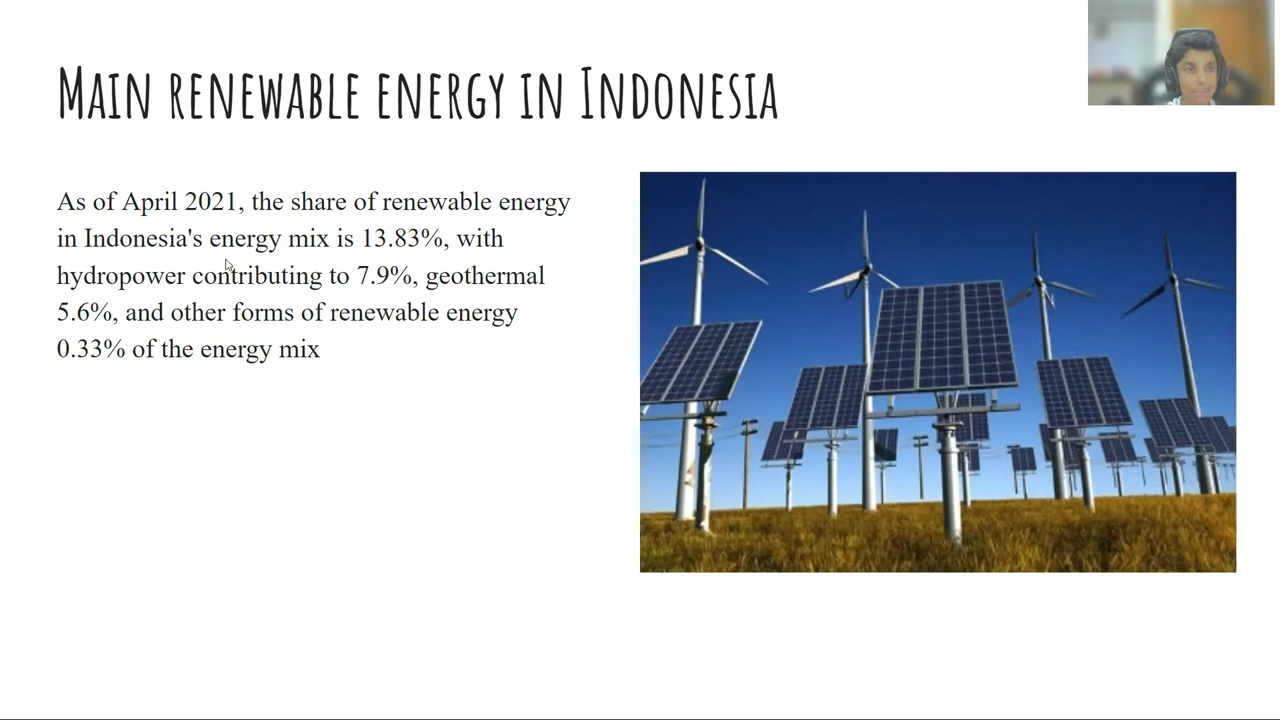 Main renewable energy in Indonesia
As of April 2021, the share of renewable energy
in Indonesia's energy mix is 13.83%, with
hydropower contributing to 7.9%, geothermal
5.6%, and other forms of renewable energy
0.33% of the energy mix